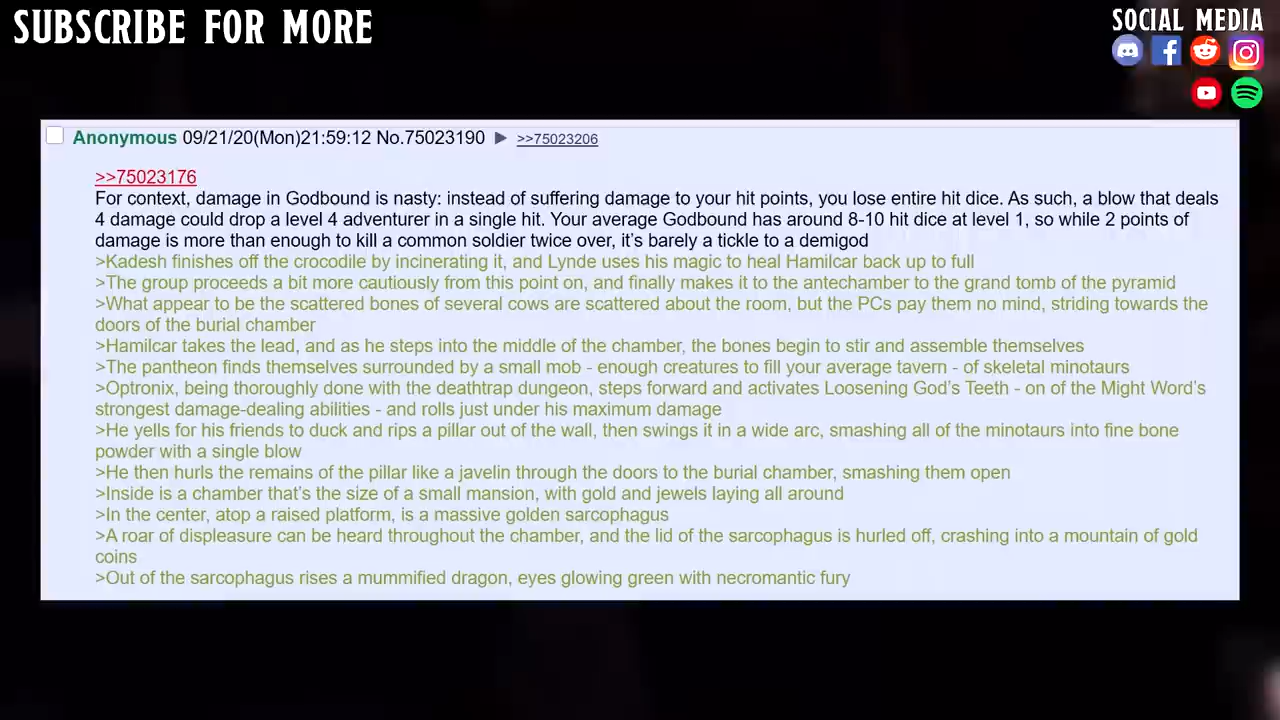 SUBSCRIBE FOR MORE
SOCIAL MEDIA
Anonymous 09/21/20(Mon)21:59:12 No.75023190 ▶ >>75023206
>>75023176
For context, damage in Godbound is nasty: instead of suffering damage to your hit points, you lose entire hit dice. As such, a blow that deals
4 damage could drop a level 4 adventurer in a single hit. Your average Godbound has around 8-10 hit dice at level 1, so while 2 points of
damage is more than enough to kill a common soldier twice over, it's barely a tickle to a demigod
>Kadesh finishes off the crocodile by incinerating it, and Lynde uses his magic to heal Hamilcar back up to full
>The group proceeds a bit more cautiously from this point on, and finally makes it to the antechamber to the grand tomb of the pyramid
>What appear to be the scattered bones of several cows are scattered about the room, but the PCs pay them no mind, striding towards the
doors of the burial chamber
>Hamilcar takes the lead, and as he steps into the middle of the chamber, the bones begin to stir and assemble themselves
>The pantheon finds themselves surrounded by a small mob - enough creatures to fill your average tavern - of skeletal minotaurs
>Optronix, being thoroughly done with the deathtrap dungeon, steps forward and activates Loosening God's Teeth - on of the Might Word's
strongest damage-dealing abilities - and rolls just under his maximum damage
>He yells for his friends to duck and rips a pillar out of the wall, then swings it in a wide arc, smashing all of the minotaurs into fine bone
powder with a single blow
>He then hurls the remains of the pillar like a javelin through the doors to the burial chamber, smashing them open
>Inside is a chamber that's the size of a small mansion, with gold and jewels laying all around
>In the center, atop a raised platform, is a massive golden sarcophagus
>A roar of displeasure can be heard throughout the chamber, and the lid of the sarcophagus is hurled off, crashing into a mountain of gold
coins
>Out of the sarcophagus rises a mummified dragon, eyes glowing green with necromantic fury